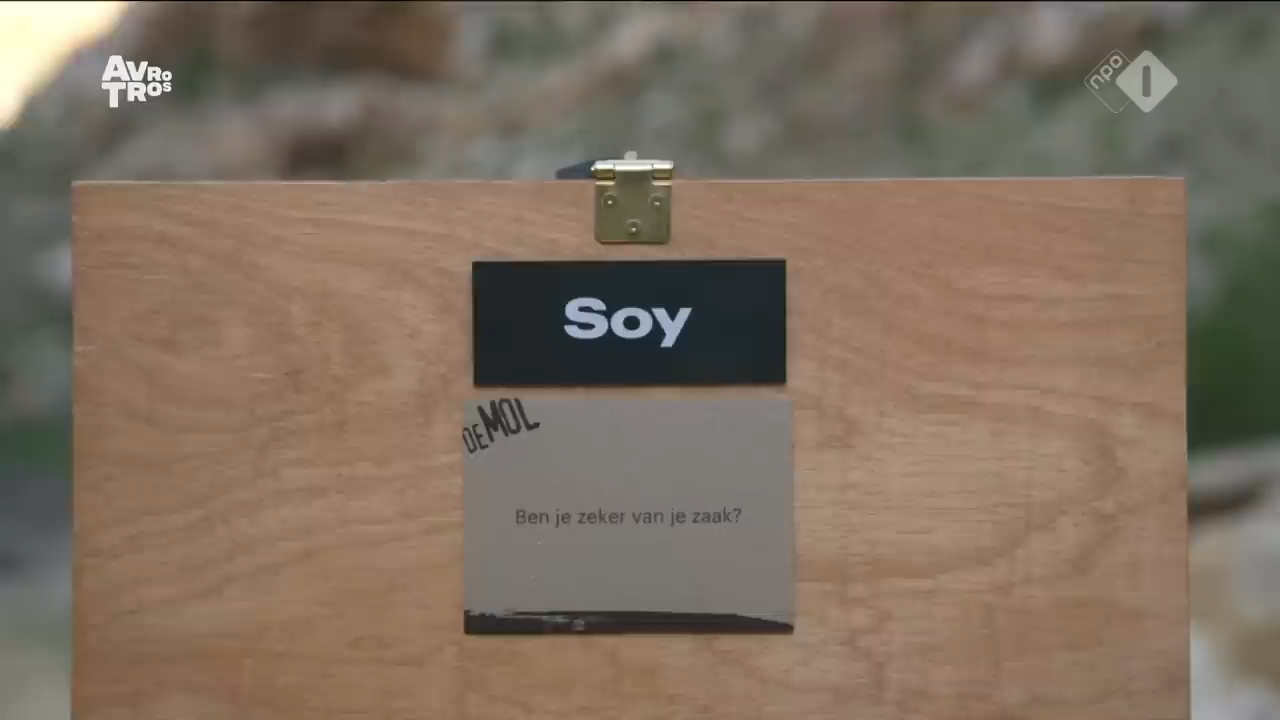 AVRO
TROS
npo
1
Soy
DE MOL
Ben je zeker van je zaak?